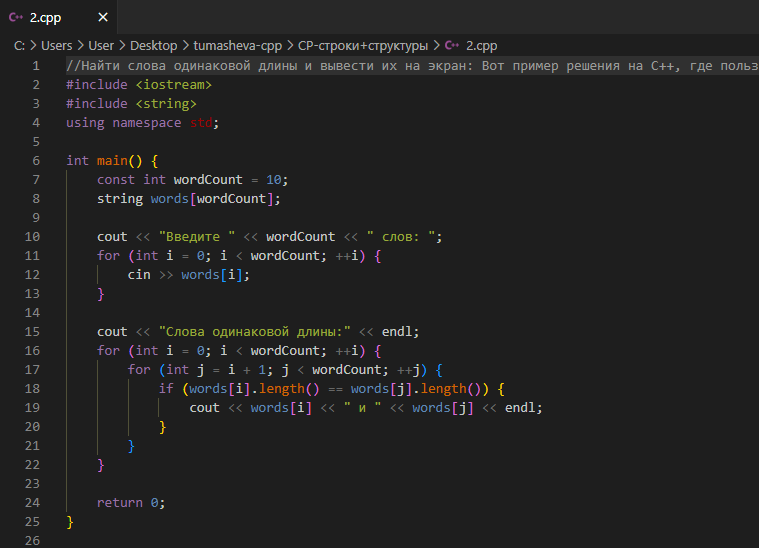 2.cpp
C: > Users > User > Desktop > tumasheva-cpp > СР-строки+структуры > 2.cpp
1 //Найти слова одинаковой длины и вывести их на экран: Вот пример решения на C++, где польз
2 #include <iostream>
3 #include <string>
4 using namespace std;
5
6 int main() {
7 const int wordCount = 10;
8 string words[wordCount];
9
10 cout << "Введите " << wordCount << " слов: ";
11 for (int i = 0; i < wordCount; ++i) {
12 cin >> words[i];
13 }
14
15 cout << "Слова одинаковой длины:" << endl;
16 for (int i = 0; i < wordCount; ++i) {
17 for (int j = i + 1; j < wordCount; ++j) {
18 if (words[i].length() == words[j].length()) {
19 cout << words[i] << " и " << words[j] << endl;
20 }
21 }
22 }
23
24 return 0;
25 }
26